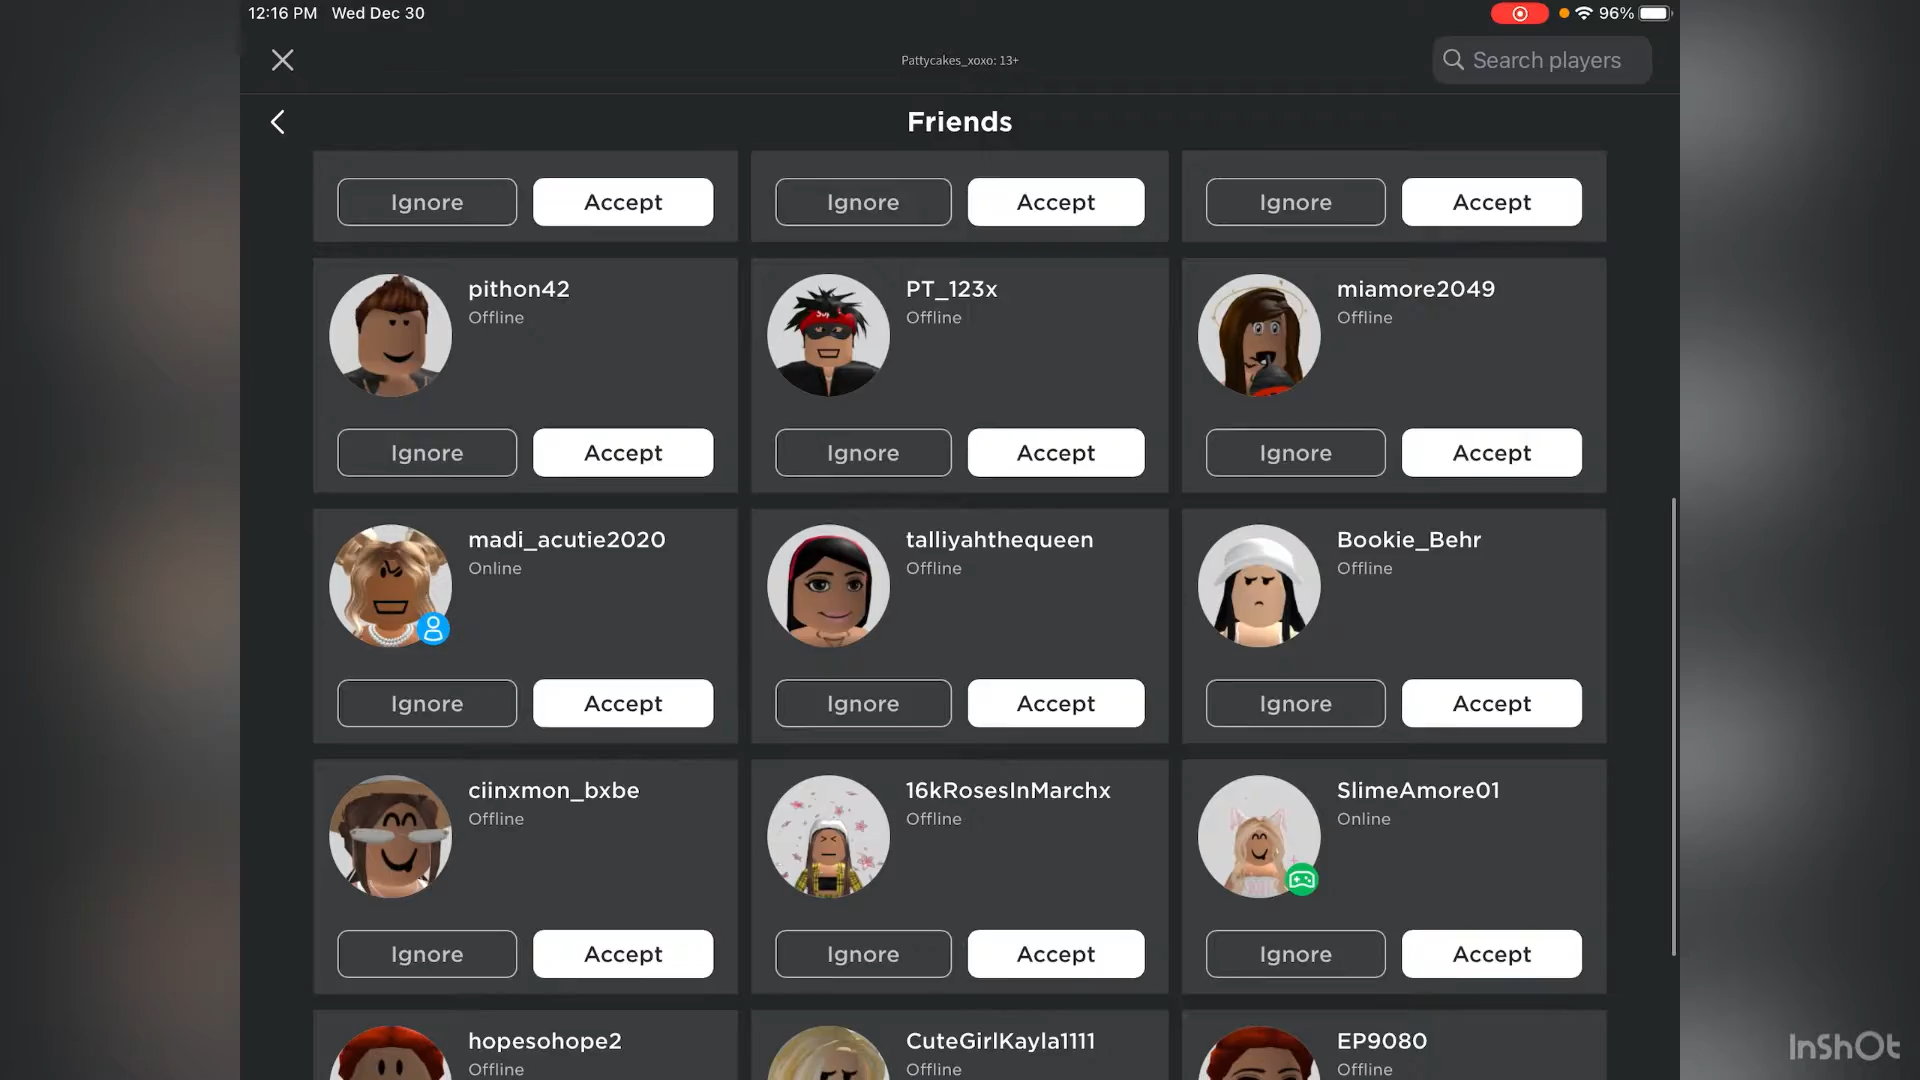 12:16 PM Wed Dec 30
96%
Pattycakes_xoxo: 13+
Search players
Friends
Ignore Accept Ignore Accept Ignore Accept
pithon42 PT_123x miamore2049
Offline Offline Offline
Ignore Accept Ignore Accept Ignore Accept
madi_acutie2020 talliyahthequeen Bookie_Behr
Online Offline Offline
Ignore Accept Ignore Accept Ignore Accept
ciinxmon_bxbe 16kRosesInMarchx SlimeAmore01
Offline Offline Online
Ignore Accept Ignore Accept Ignore Accept
hopesohope2 CuteGirlKayla1111 EP9080
Offline Offline Offline
InShOt